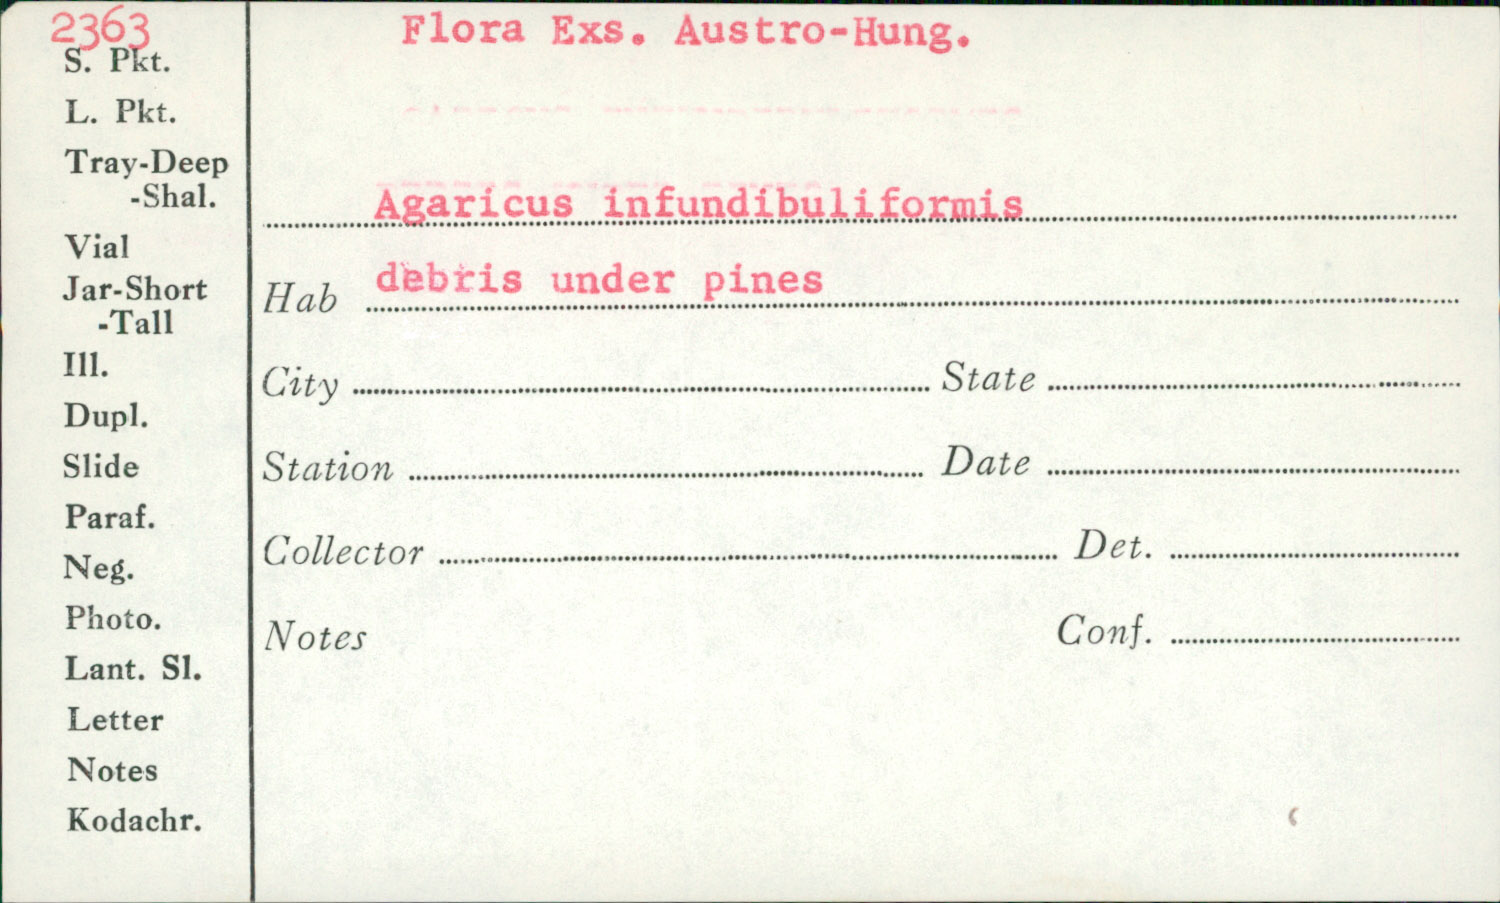 2363
Flora Exs. Austro-Hung.
S. Pkt.
L. Pkt.
Tray-Deep
-Shal.
Agaricus infundibuliformis
Vial
Jar-Short
-Tall
Hab debris under pines
Ill.
City State
Dupl.
Slide
Station Date
Paraf.
Collector Det.
Neg.
Photo.
Notes Conf.
Lant. Sl.
Letter
Notes
Kodachr.